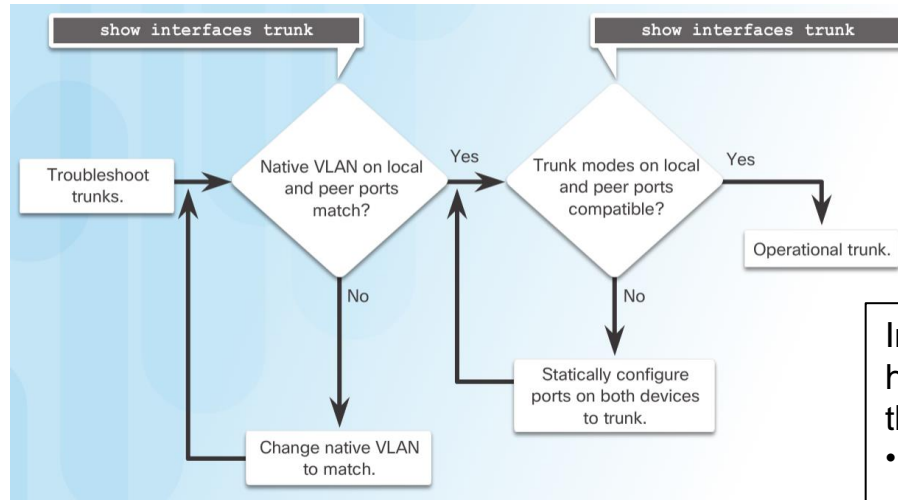 show interfaces trunk
show interfaces trunk
Troubleshoot
trunks.
Native VLAN on local
and peer ports
match?
Yes
Trunk modes on local
and peer ports
compatible?
Yes
Operational trunk.
No
Change native VLAN
to match.
No
Statically configure
ports on both devices
to trunk.
•